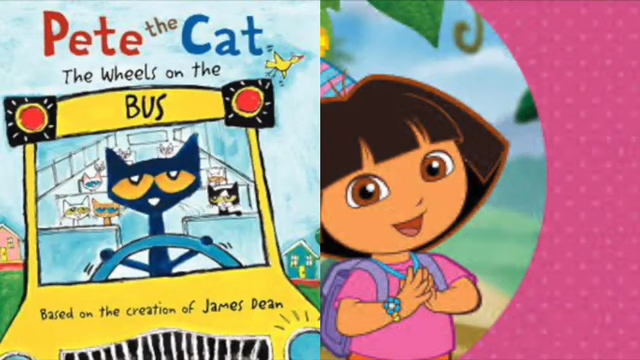 Pete the Cat
The Wheels on the
BUS
Based on the creation of James Dean